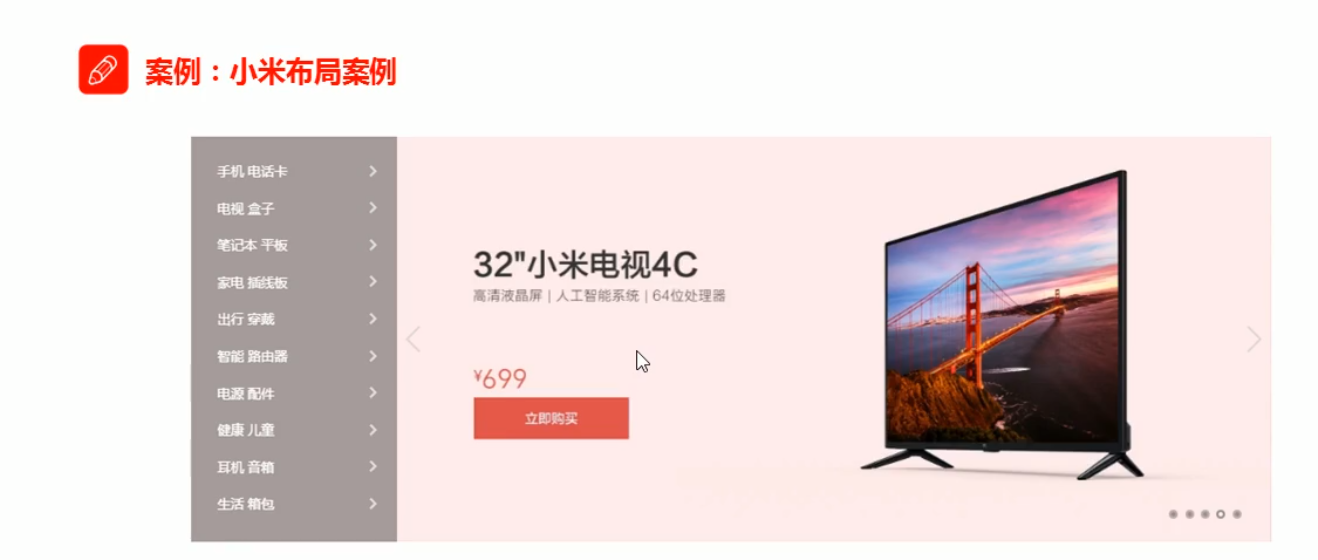 案例：小米布局案例
手机 电话卡
电视 盒子
笔记本 平板
家电 插线板
出行 穿戴
智能 路由器
电源 配件
健康 儿童
耳机 音箱
生活 箱包
32"小米电视4C
高清液晶屏 | 人工智能系统 | 64位处理器
¥699
立即购买